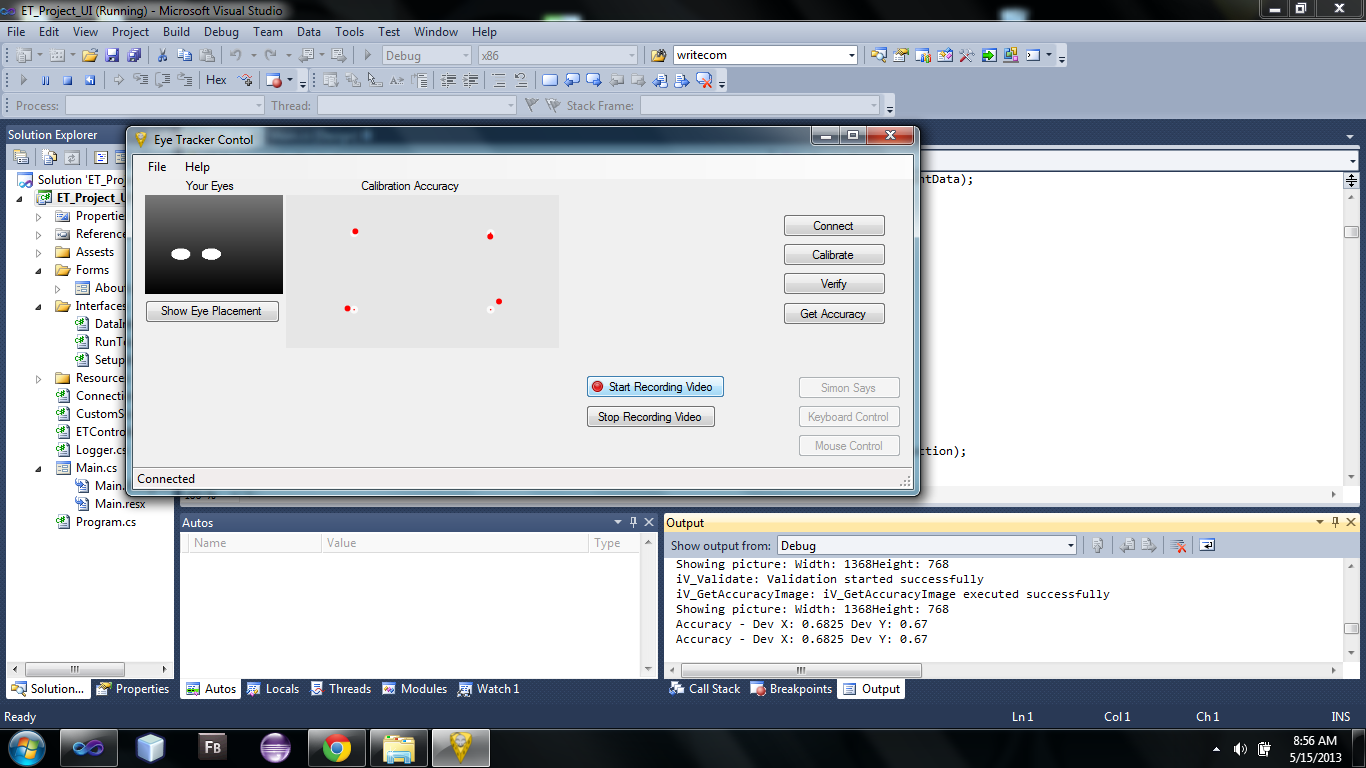 ET_Project_UI (Running) - Microsoft Visual Studio
File Edit View Project Build Debug Team Data Tools Test Window Help
Debug x86 writecom
Hex
Process: Thread: Stack Frame:
Solution Explorer
Solution 'ET_Pro
ET_Project_U
Propertie
Reference
Assests
Forms
Abou
Interfaces
DataIn
RunTe
Setup
Resource
Connecti
CustomS
ETContro
Logger.cs
Main.cs
Main.
Main.resx
Program.cs
Eye Tracker Contol
File Help
Your Eyes Calibration Accuracy
Show Eye Placement
Connect
Calibrate
Verify
Get Accuracy
Start Recording Video
Stop Recording Video
Simon Says
Keyboard Control
Mouse Control
Connected
ntData);
ction);
Autos
Name Value Type
Output
Show output from: Debug
Showing picture: Width: 1368Height: 768
iV_Validate: Validation started successfully
iV_GetAccuracyImage: iV_GetAccuracyImage executed successfully
Showing picture: Width: 1368Height: 768
Accuracy - Dev X: 0.6825 Dev Y: 0.67
Accuracy - Dev X: 0.6825 Dev Y: 0.67
Solution... Properties Autos Locals Threads Modules Watch 1 Call Stack Breakpoints Output
Ready Ln 1 Col 1 Ch 1 INS
Fb
8:56 AM
5/15/2013